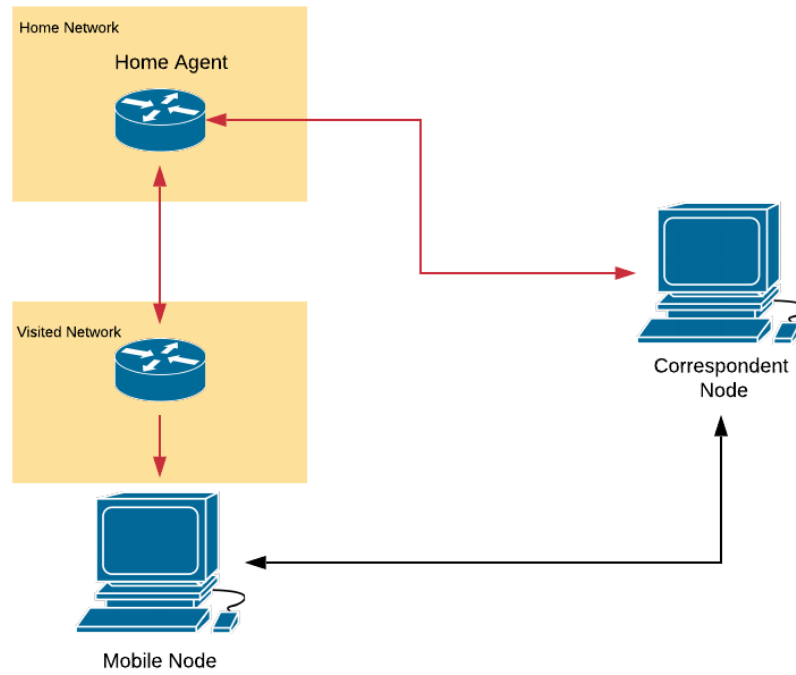 Home Network
Home Agent
Visited Network
Correspondent
Node
Mobile Node